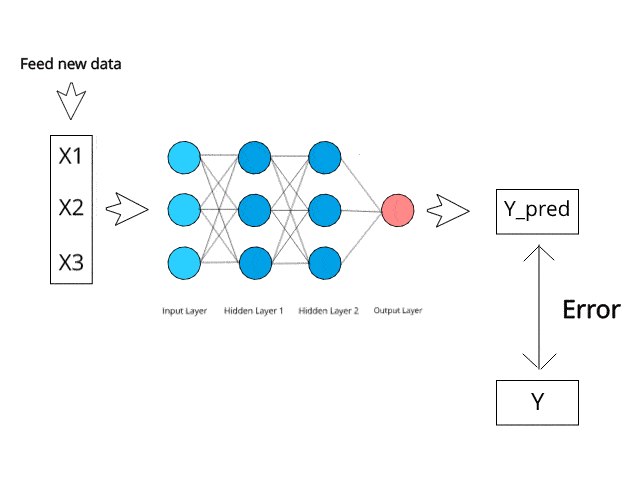 Feed new data
X1
X2
X3
Input Layer
Hidden Layer 1
Hidden Layer 2
Output Layer
Y_pred
Error
Y